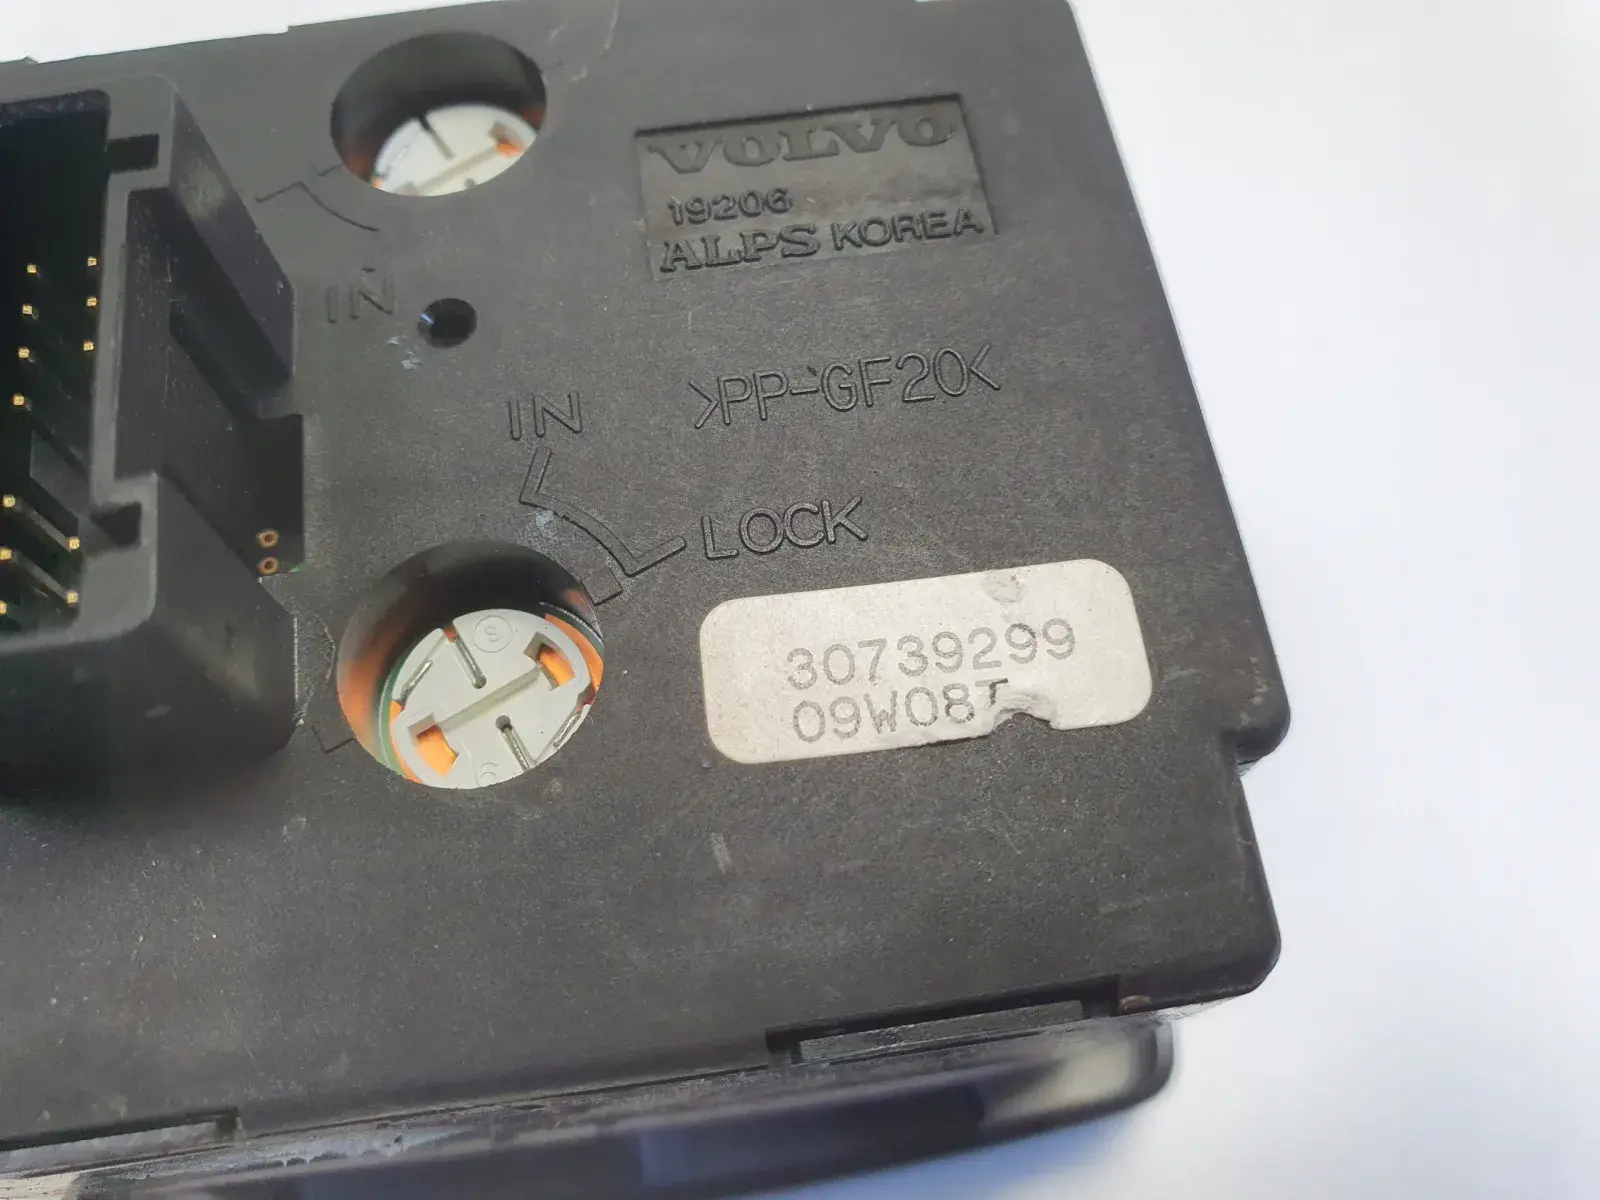 VOLVO
19206
ALPS KOREA
IN
>PP-GF20<
IN
LOCK
30739299
09W08T